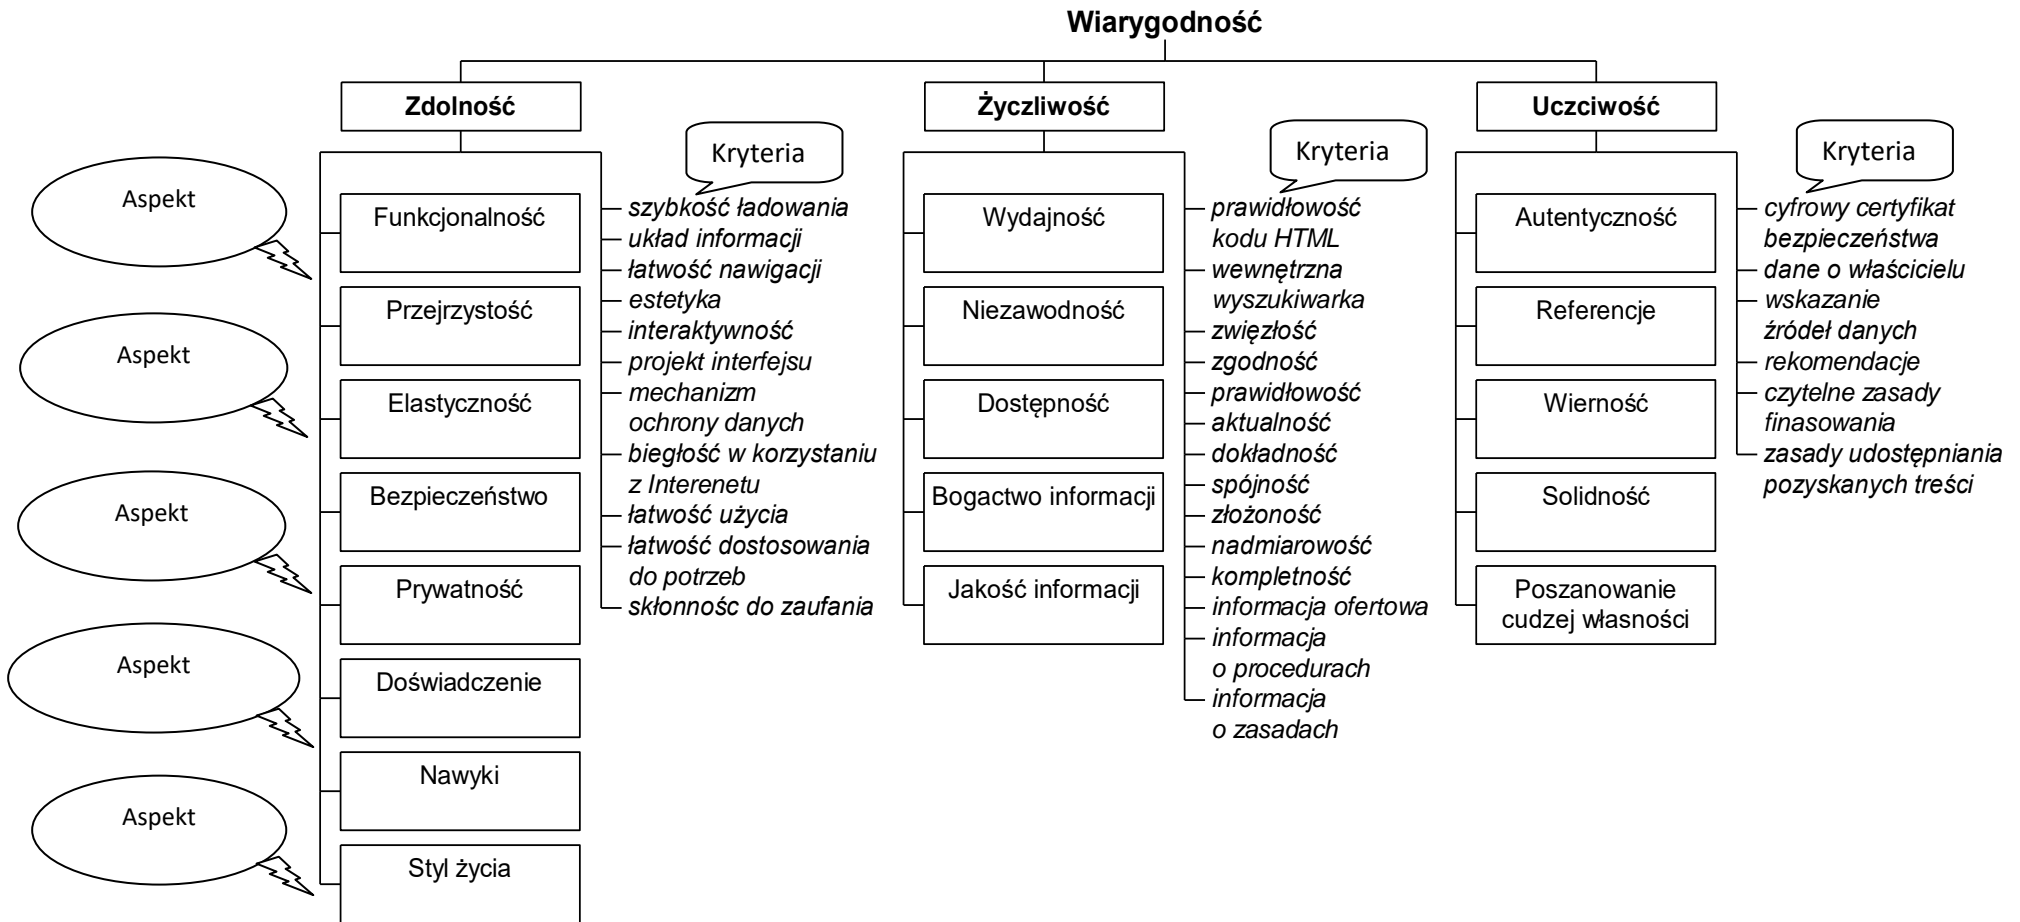 Wiarygodność
Zdolność
Życzliwość
Uczciwość
Kryteria
Kryteria
Kryteria
Aspekt
Aspekt
Aspekt
Aspekt
Aspekt
Funkcjonalność
Przejrzystość
Elastyczność
Bezpieczeństwo
Prywatność
Doświadczenie
Nawyki
Styl życia
szybkość ładowania
układ informacji
łatwość nawigacji
estetyka
interaktywność
projekt interfejsu
mechanizm
ochrony danych
biegłość w korzystaniu
z Interenetu
łatwość użycia
łatwość dostosowania
do potrzeb
skłonnośc do zaufania
Wydajność
Niezawodność
Dostępność
Bogactwo informacji
Jakość informacji
prawidłowość
kodu HTML
wewnętrzna
wyszukiwarka
zwięzłość
zgodność
prawidłowość
aktualność
dokładność
spójność
złożoność
nadmiarowość
kompletność
informacja ofertowa
informacja
o procedurach
informacja
o zasadach
Autentyczność
Referencje
Wierność
Solidność
Poszanowanie
cudzej własności
cyfrowy certyfikat
bezpieczeństwa
dane o właścicielu
wskazanie
źródeł danych
rekomendacje
czytelne zasady
finasowania
zasady udostępniania
pozyskanych treści